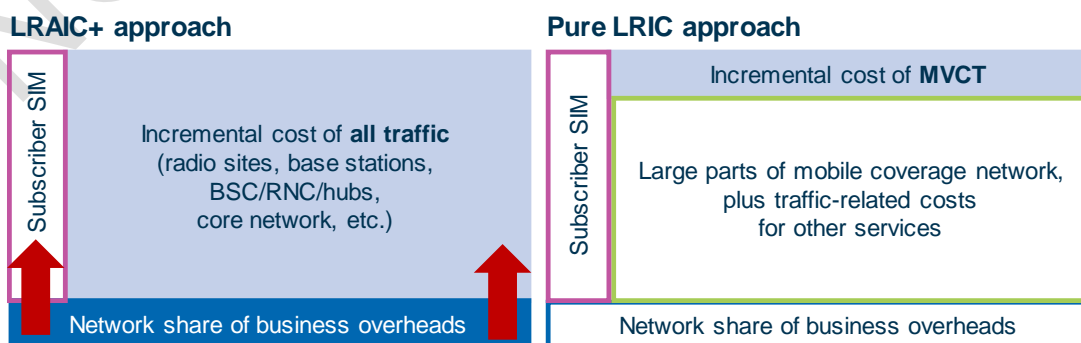 LRAIC+ approach
Subscriber SIM
Incremental cost of all traffic
(radio sites, base stations,
BSC/RNC/hubs,
core network, etc.)
Network share of business overheads
Pure LRIC approach
Subscriber SIM
Incremental cost of MVCT
Large parts of mobile coverage network,
plus traffic-related costs
for other services
Network share of business overheads